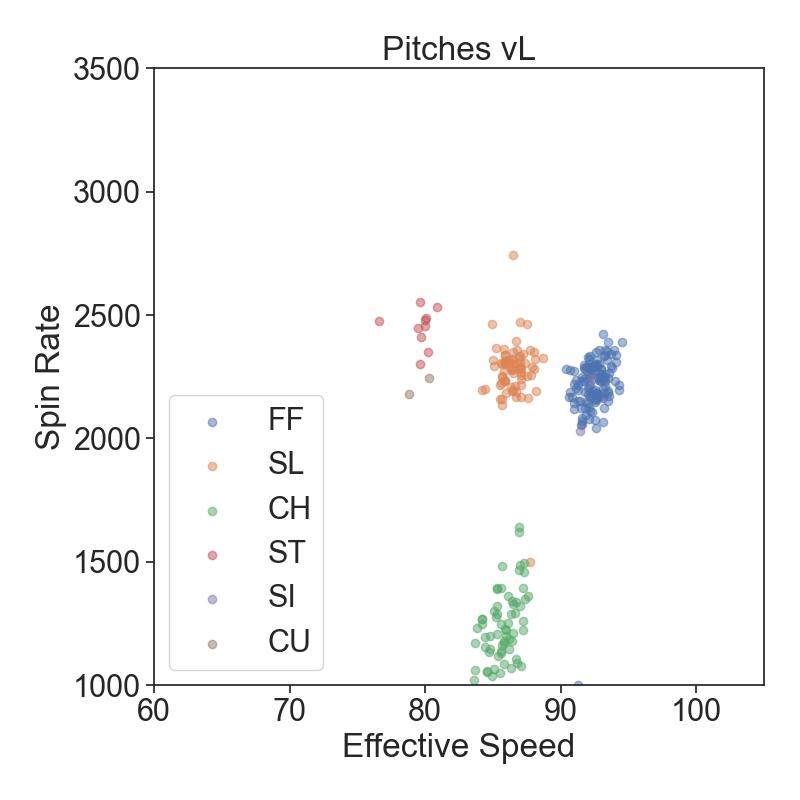 Pitches vL
3500
3000
2500
2000
1500
1000
Spin Rate
FF
SL
CH
ST
SI
CU
60 70 80 90 100
Effective Speed